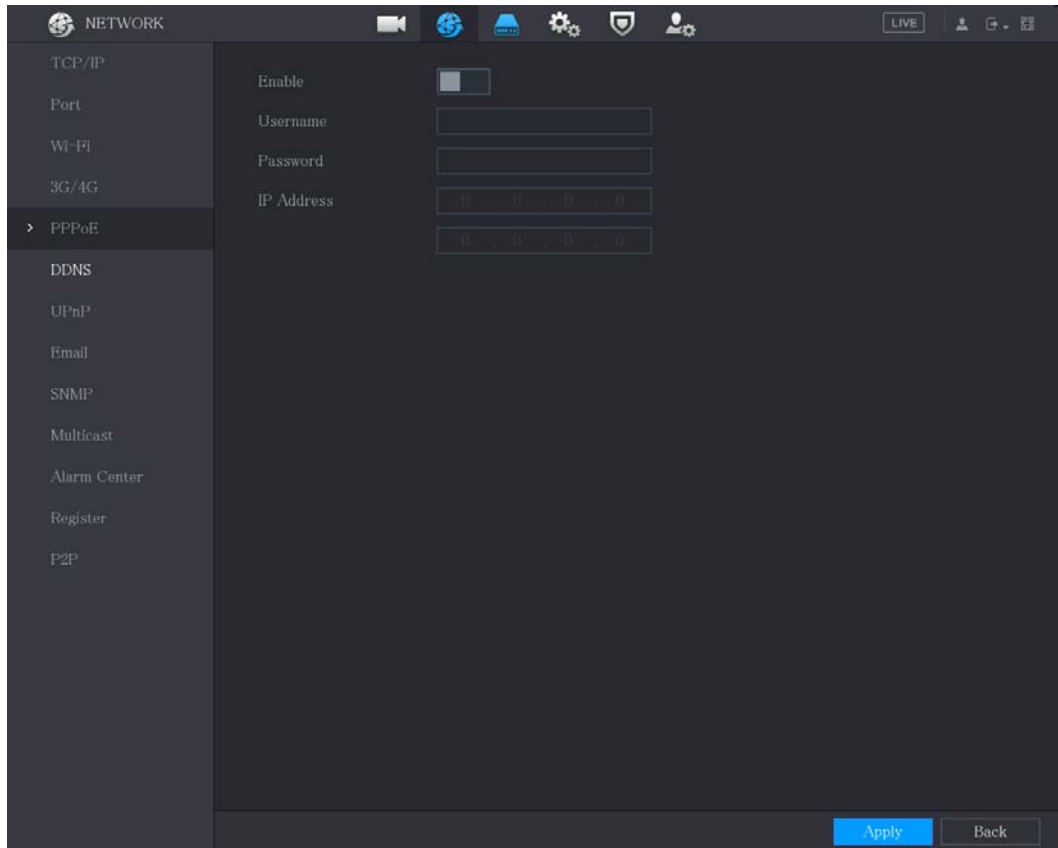 NETWORK
LIVE
TCP/IP
Port
Wi-Fi
3G/4G
PPPoE
DDNS
UPnP
Email
SNMP
Multicast
Alarm Center
Register
P2P
Enable
Username
Password
IP Address
0 . 0 . 0 . 0
0 . 0 . 0 . 0
Apply
Back